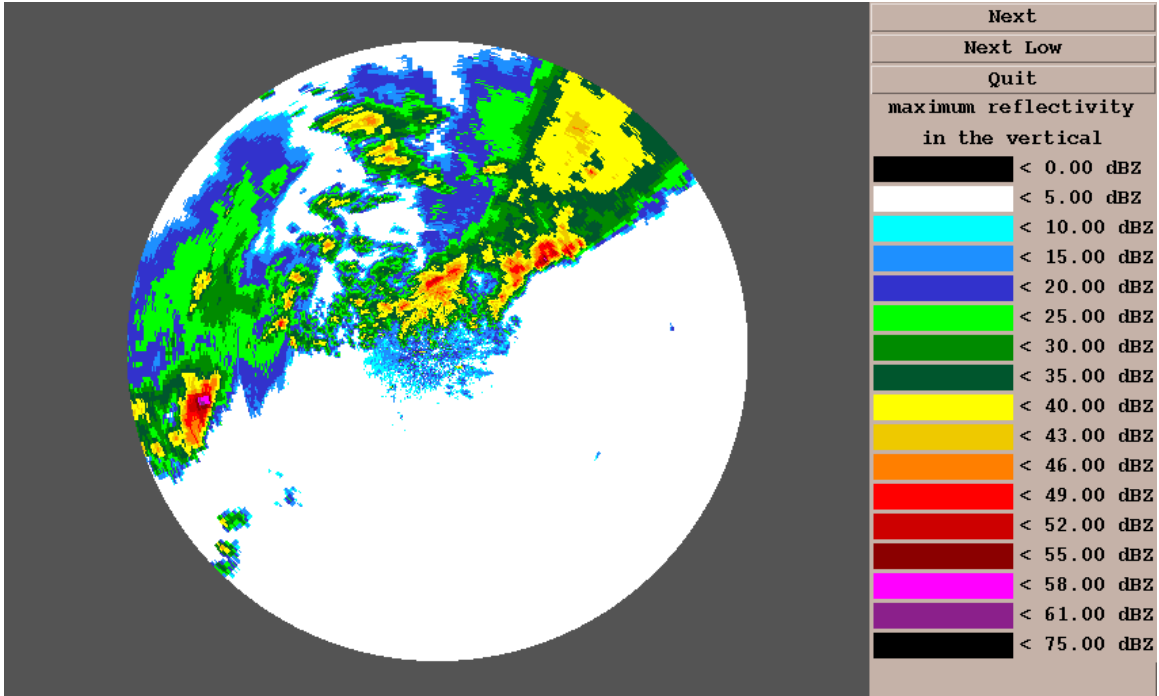 Next
Next Low
Quit
maximum reflectivity
in the vertical
< 0.00 dBZ
< 5.00 dBZ
< 10.00 dBZ
< 15.00 dBZ
< 20.00 dBZ
< 25.00 dBZ
< 30.00 dBZ
< 35.00 dBZ
< 40.00 dBZ
< 43.00 dBZ
< 46.00 dBZ
< 49.00 dBZ
< 52.00 dBZ
< 55.00 dBZ
< 58.00 dBZ
< 61.00 dBZ
< 75.00 dBZ